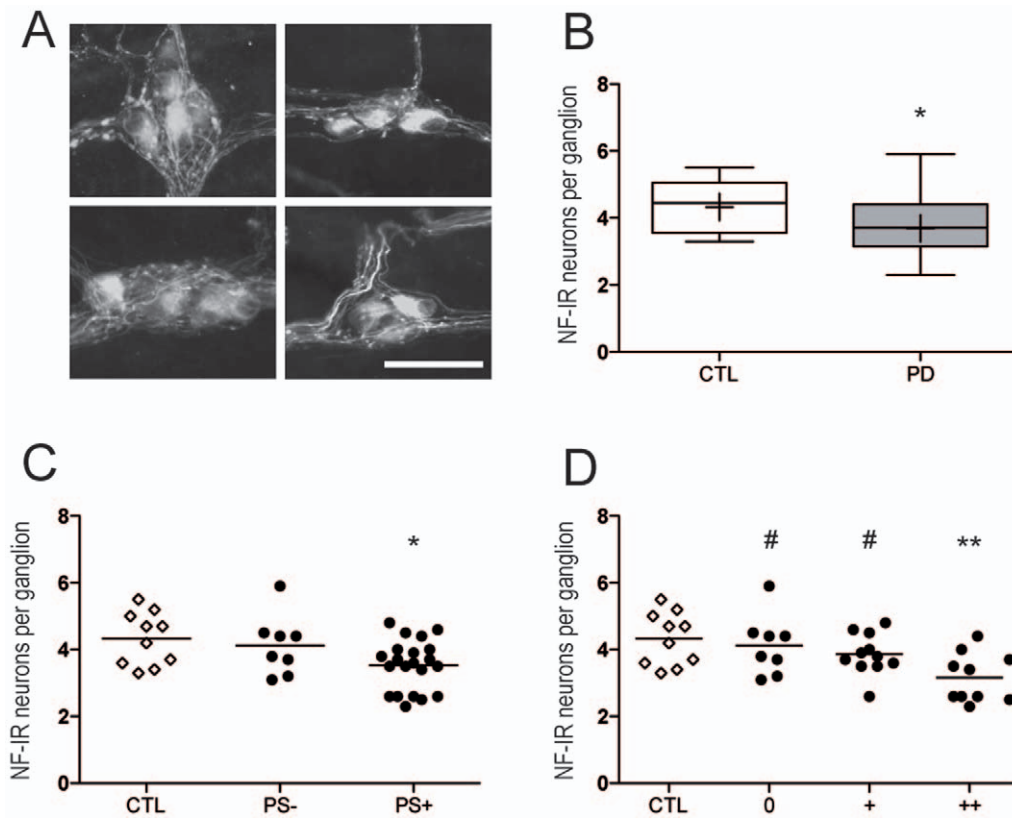 A
B
NF-IR neurons per ganglion
8
*
6
4
2
0
CTL PD
C
NF-IR neurons per ganglion
8
*
6
4
2
0
CTL PS- PS+
D
NF-IR neurons per ganglion
8
# # **
6
4
2
0
CTL 0 + ++